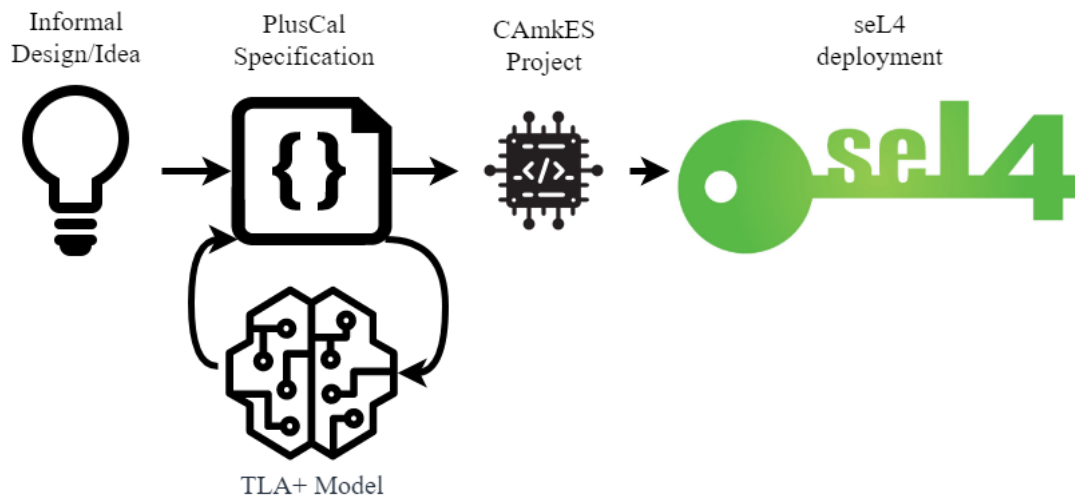 Informal
Design/Idea
PlusCal
Specification
CAmkES
Project
seL4
deployment
{ }
</>
seL4
TLA+ Model